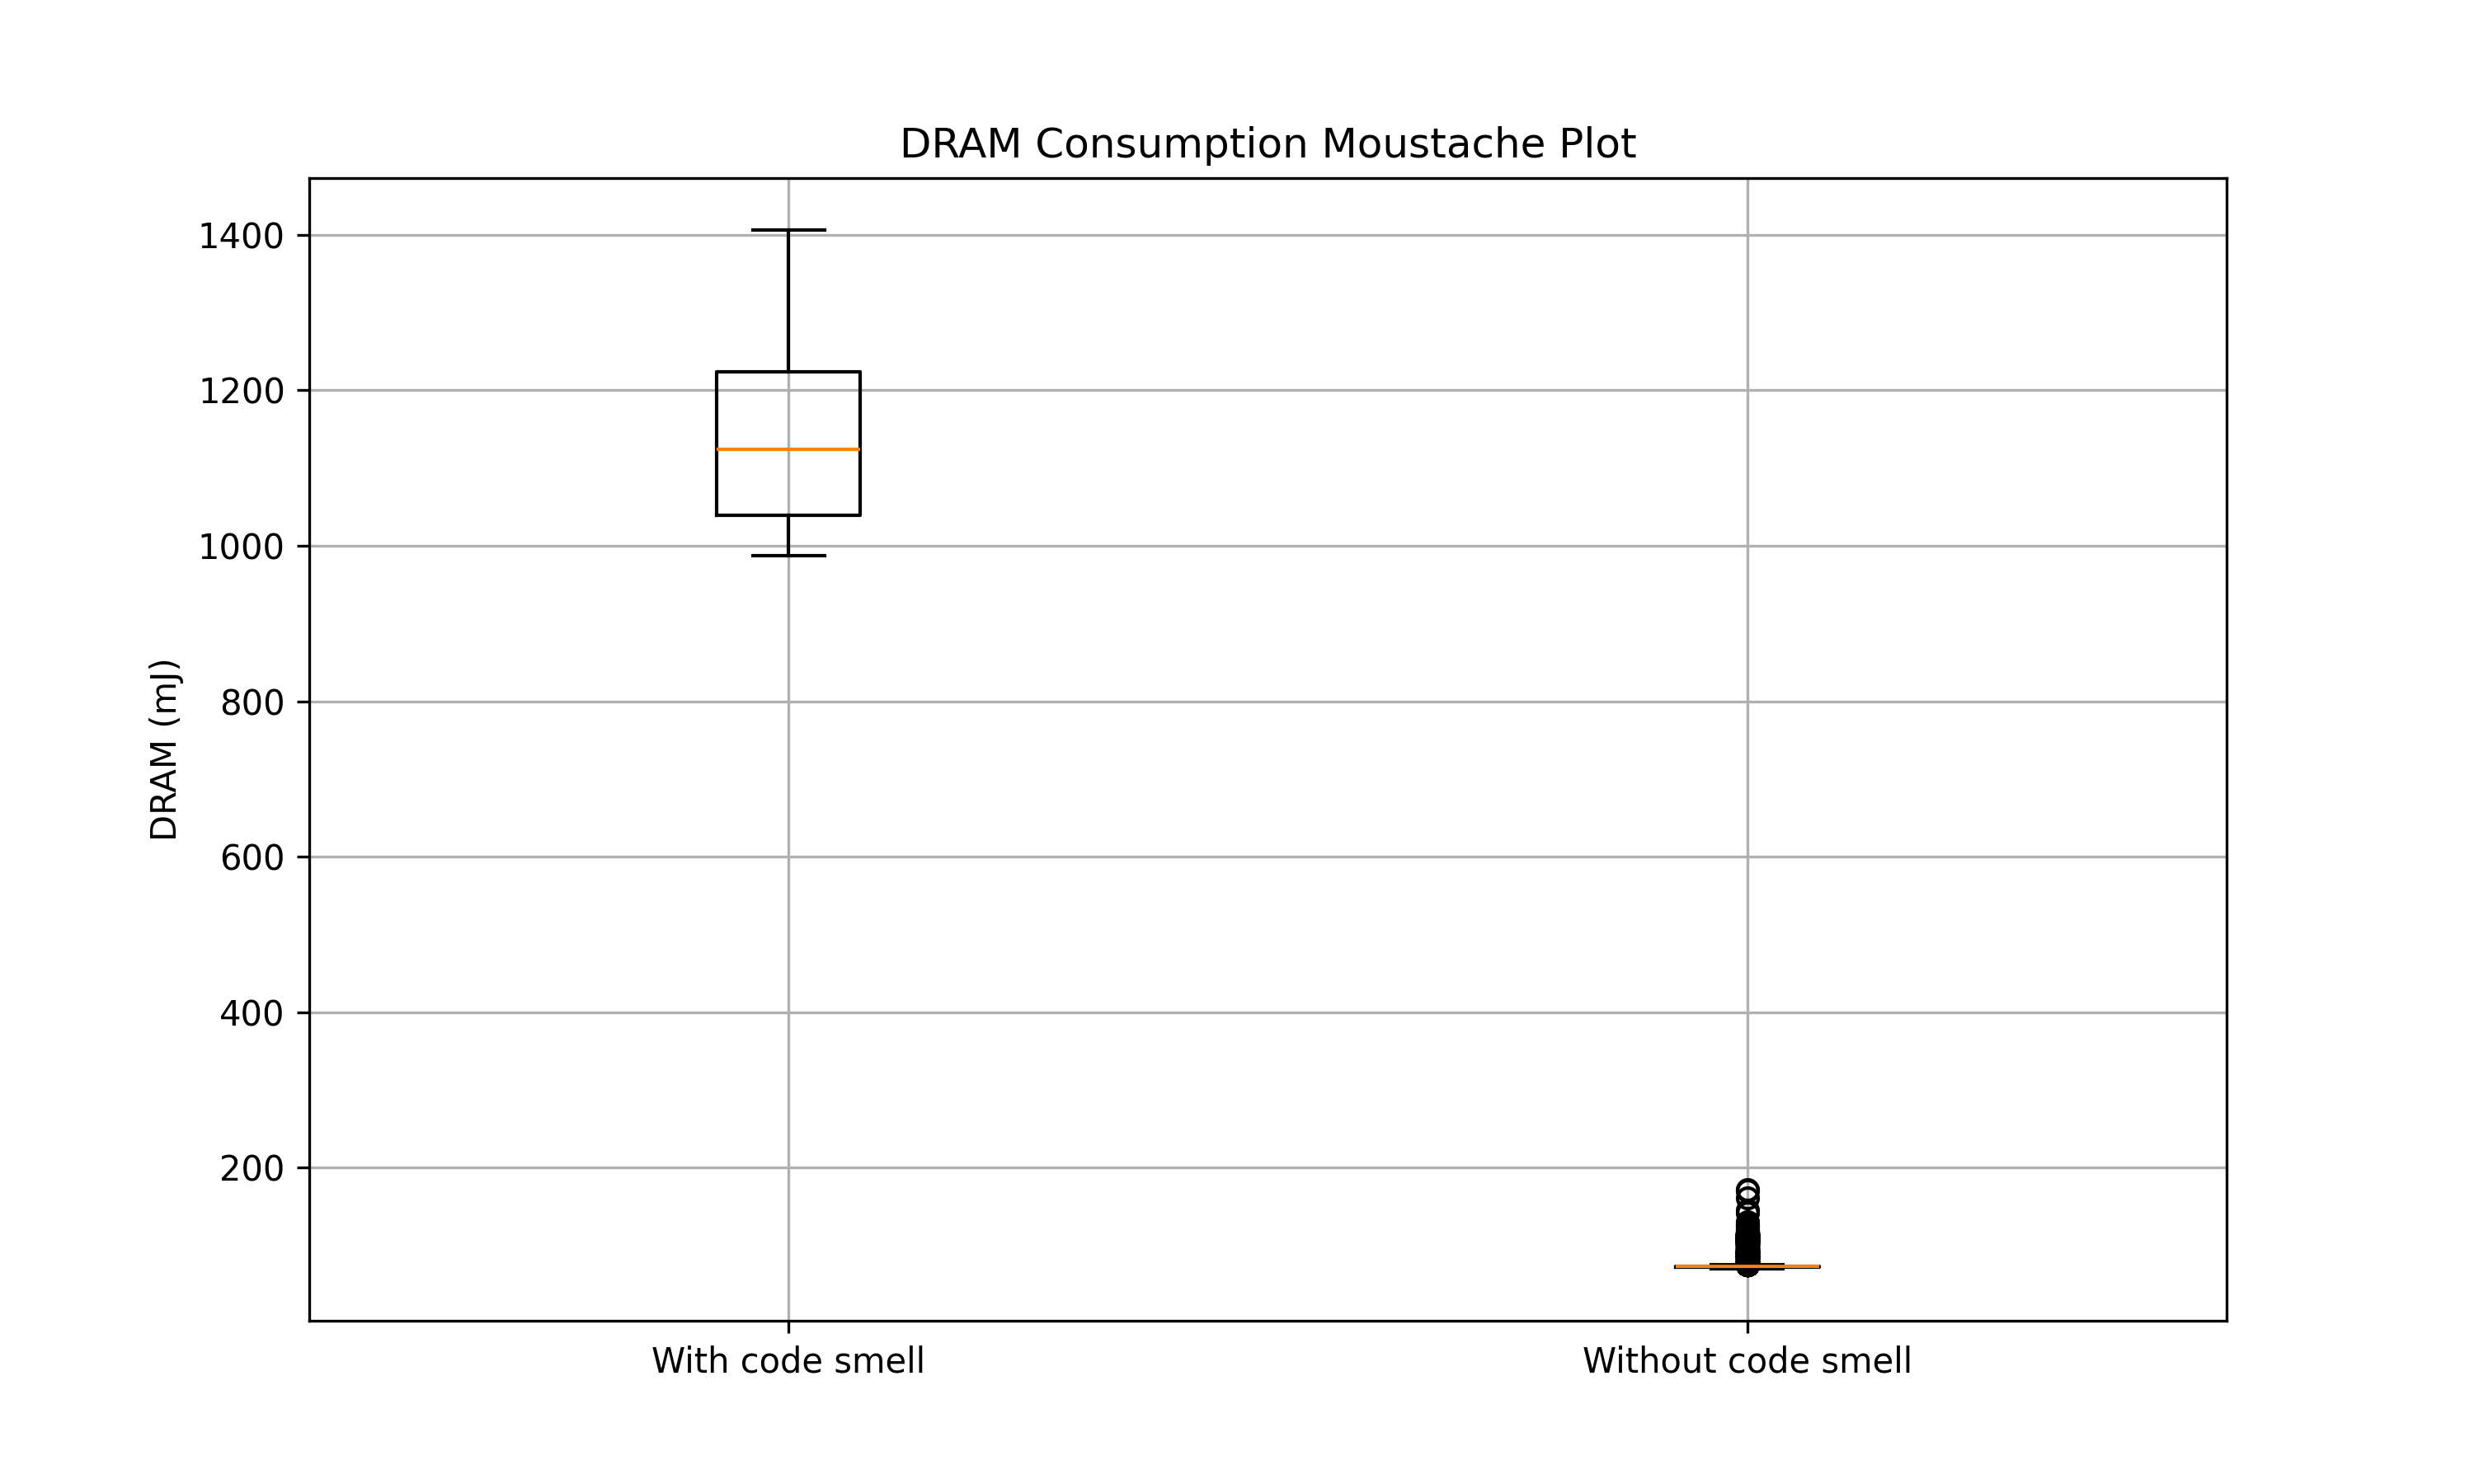 DRAM Consumption Moustache Plot
DRAM (mJ)
1400
1200
1000
800
600
400
200
With code smell
Without code smell